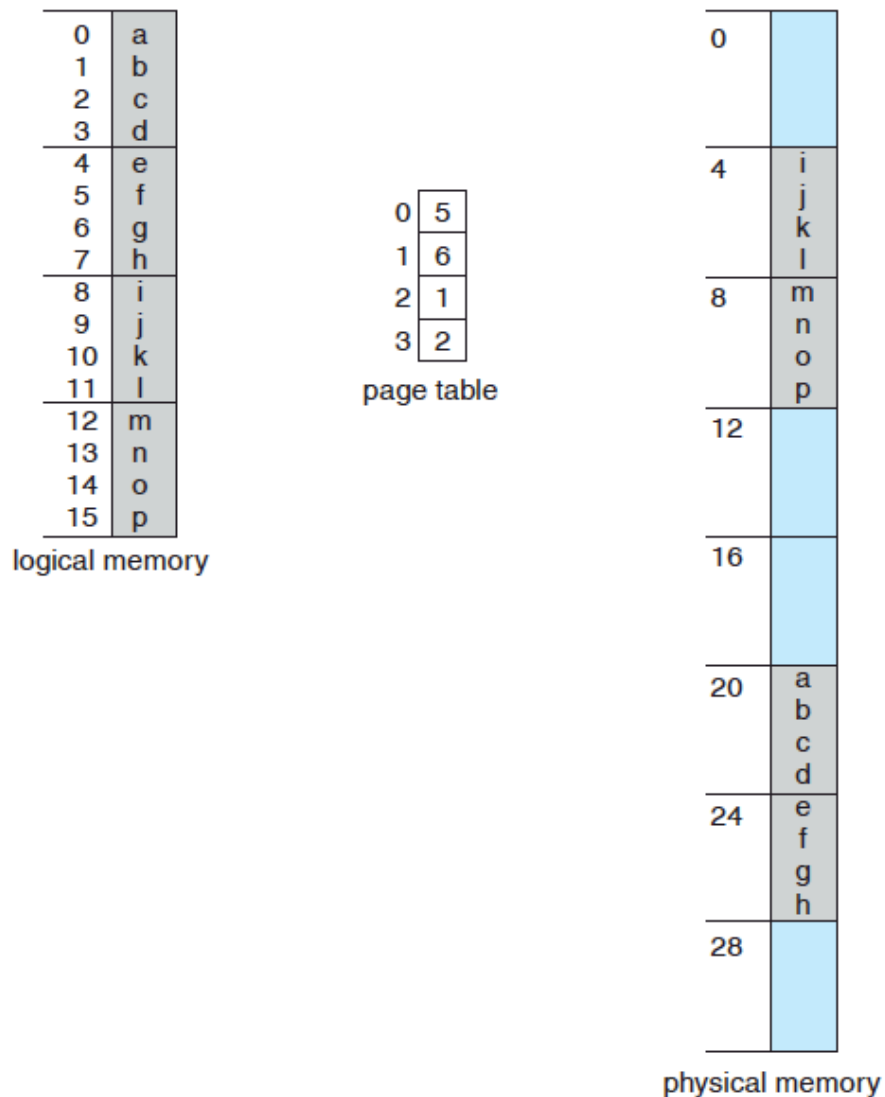 0 a
1 b
2 c
3 d
4 e
5 f
6 g
7 h
8 i
9 j
10 k
11 l
12 m
13 n
14 o
15 p
logical memory
0 5
1 6
2 1
3 2
page table
0
4 i
j
k
l
8 m
n
o
p
12
16
20 a
b
c
d
24 e
f
g
h
28
physical memory